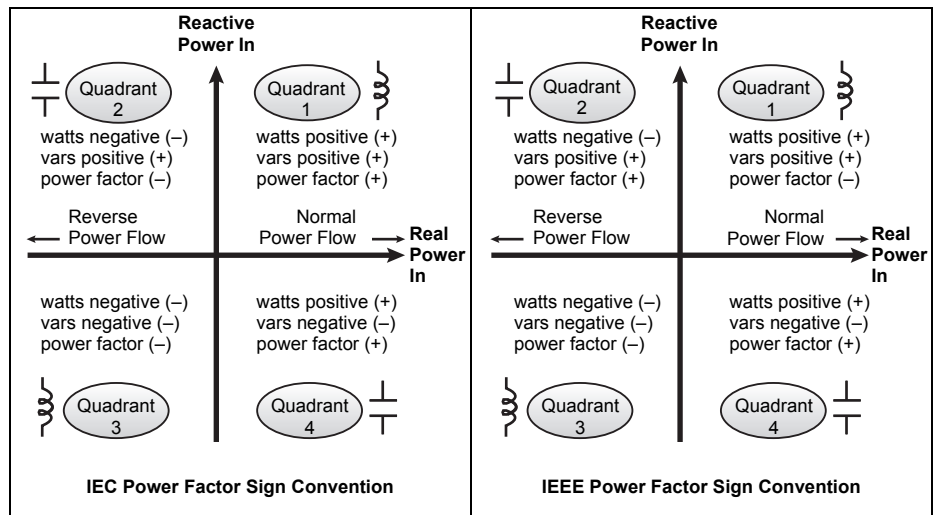 Reactive
Power In
Quadrant
2
Quadrant
1
watts negative (–)
vars positive (+)
power factor (–)
watts positive (+)
vars positive (+)
power factor (+)
Reverse
Power Flow
Normal
Power Flow
Real
Power
In
watts negative (–)
vars negative (–)
power factor (–)
watts positive (+)
vars negative (–)
power factor (+)
Quadrant
3
Quadrant
4
IEC Power Factor Sign Convention
Reactive
Power In
Quadrant
2
Quadrant
1
watts negative (–)
vars positive (+)
power factor (+)
watts positive (+)
vars positive (+)
power factor (–)
Reverse
Power Flow
Normal
Power Flow
Real
Power
In
watts negative (–)
vars negative (–)
power factor (–)
watts positive (+)
vars negative (–)
power factor (+)
Quadrant
3
Quadrant
4
IEEE Power Factor Sign Convention